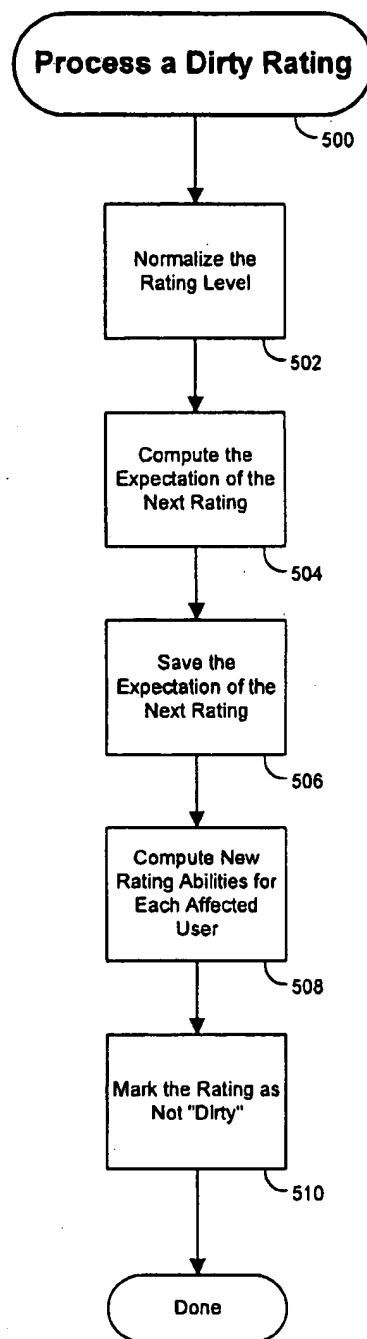 Process a Dirty Rating
500
Normalize the
Rating Level
502
Compute the
Expectation of the
Next Rating
504
Save the
Expectation of the
Next Rating
506
Compute New
Rating Abilities for
Each Affected
User
508
Mark the Rating as
Not "Dirty"
510
Done